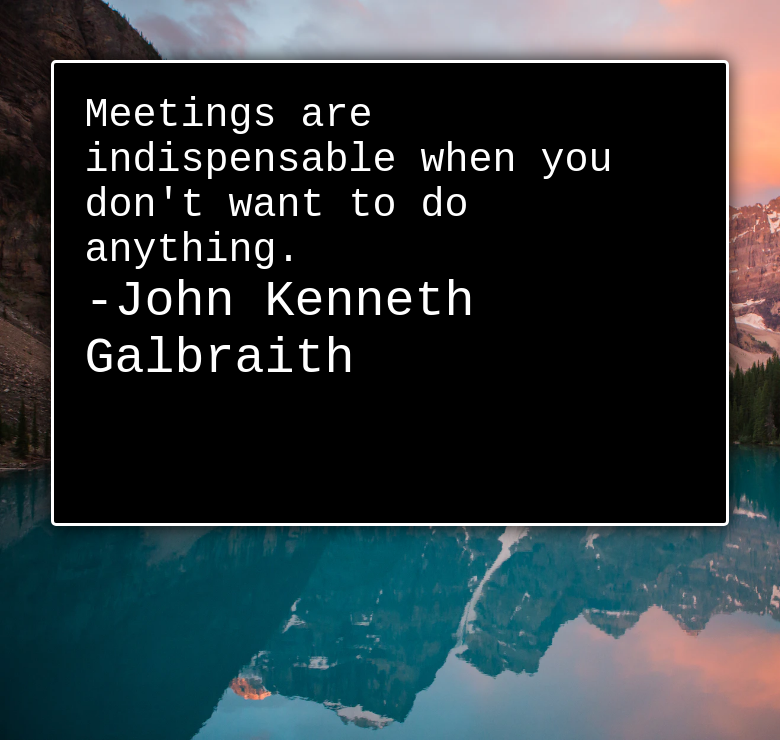 Meetings are
indispensable when you
don't want to do
anything.
-John Kenneth
Galbraith